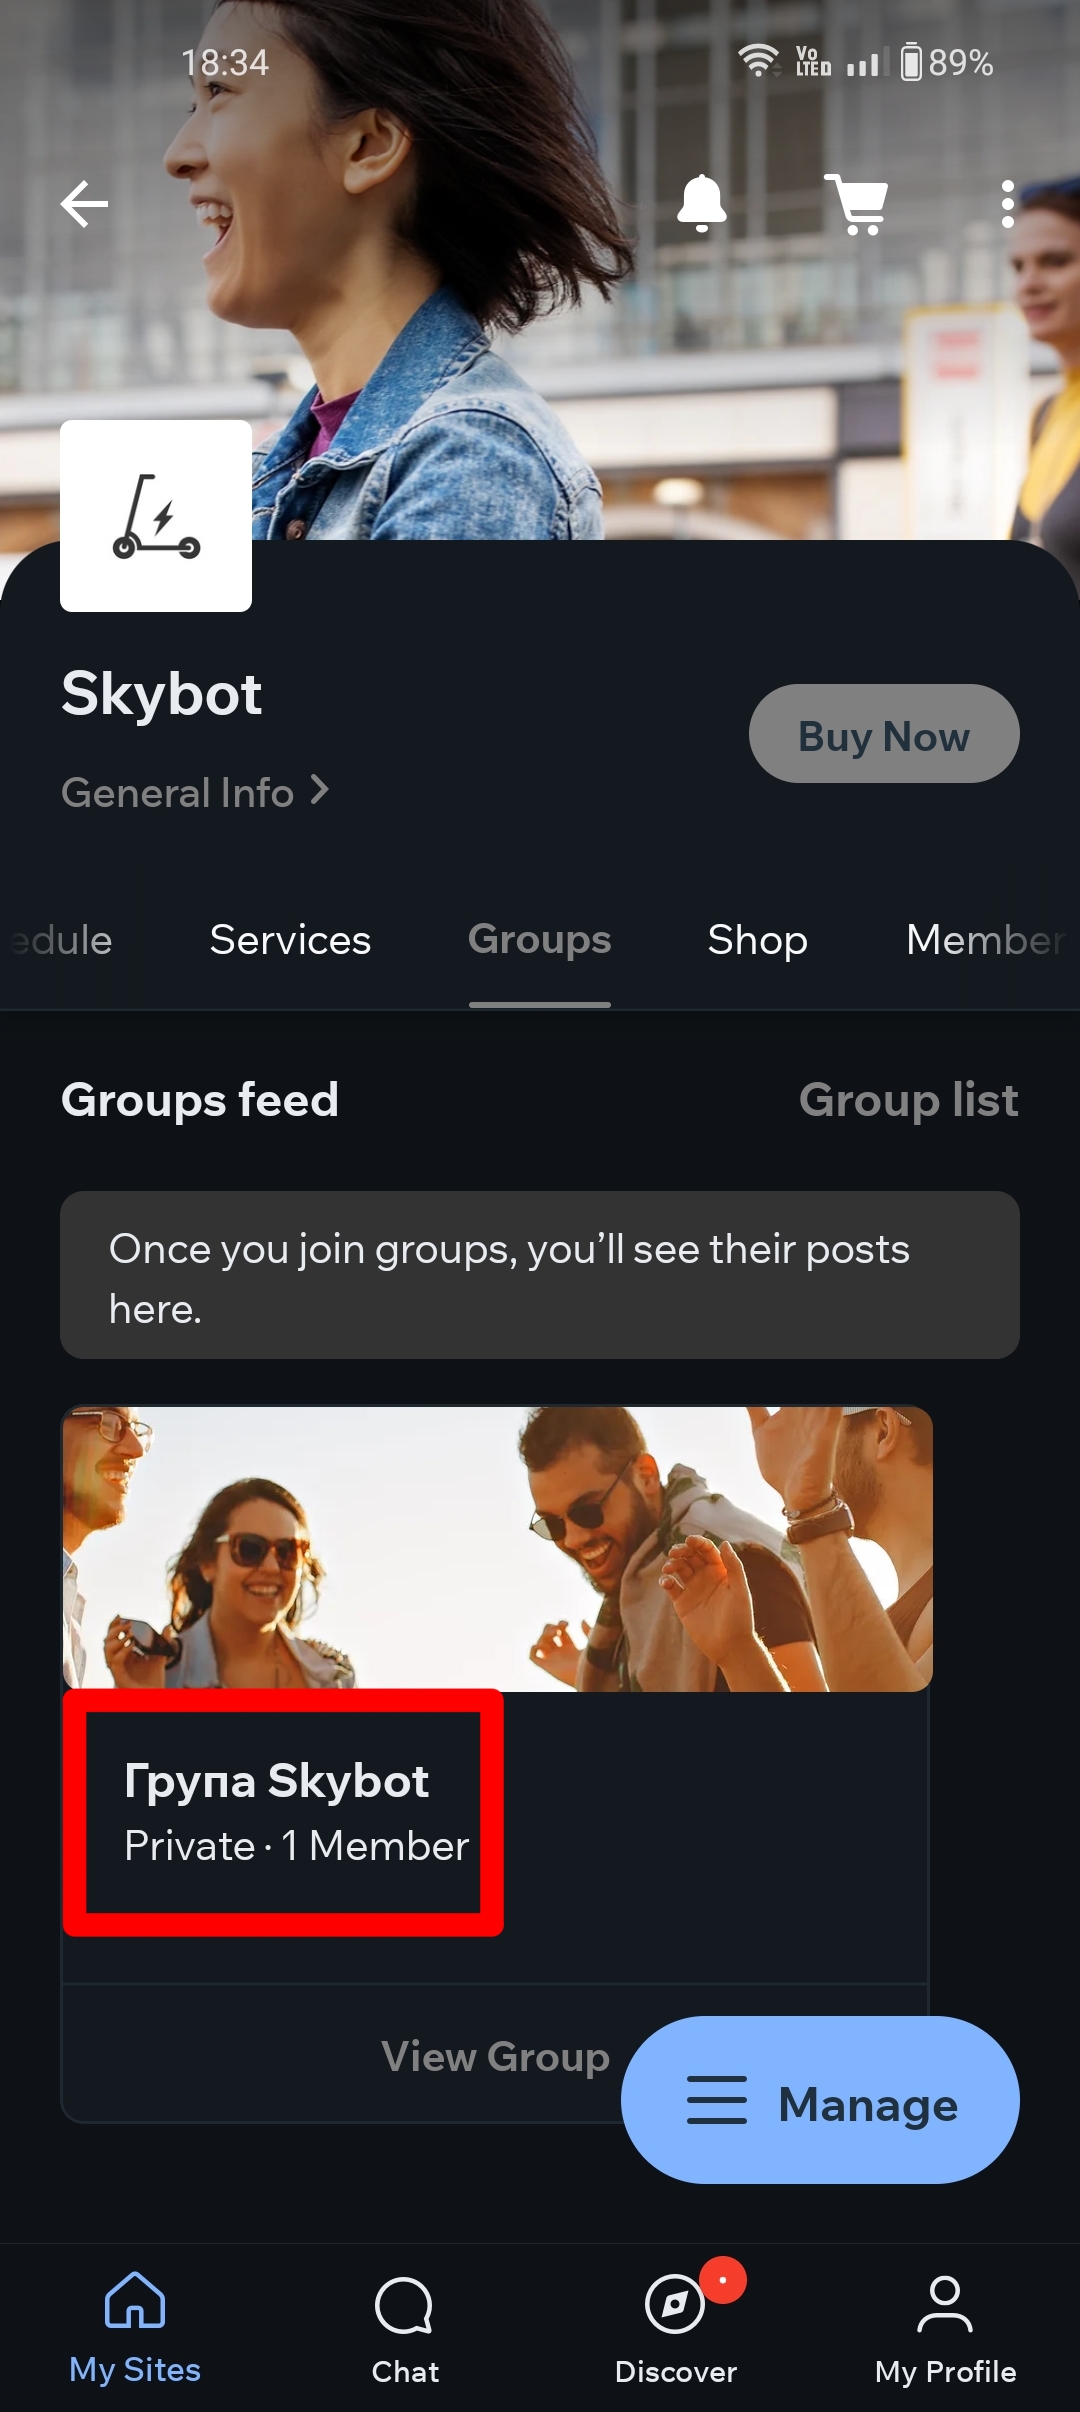 18:34
Vo
LTED
89%
Skybot
Buy Now
General Info
edule
Services
Groups
Shop
Member
Groups feed
Group list
Once you join groups, you’ll see their posts
here.
Група Skybot
Private · 1 Member
View Group
Manage
My Sites
Chat
Discover
My Profile